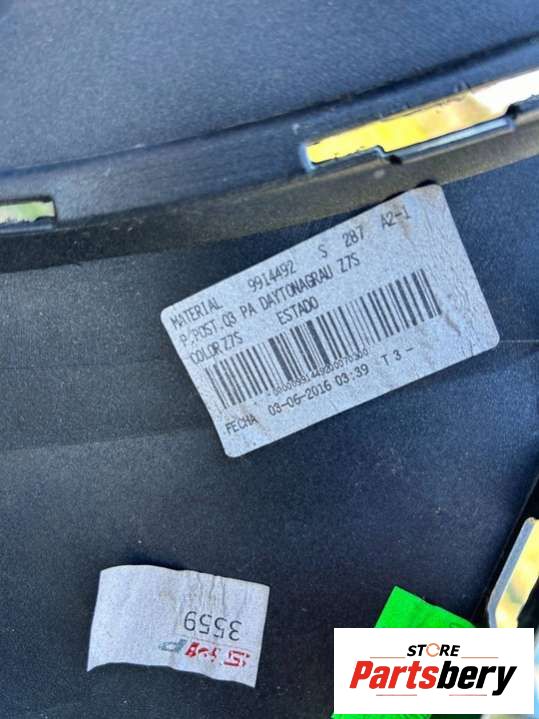 MATERIAL 9914492 S 287 A2-1
P/POST.Q3 PA DAYTONAGRAU Z7S
COLOR Z7S ESTADO
FECHA 03-06-2016 03:39 T 3 -
3559
STORE
Partsbery